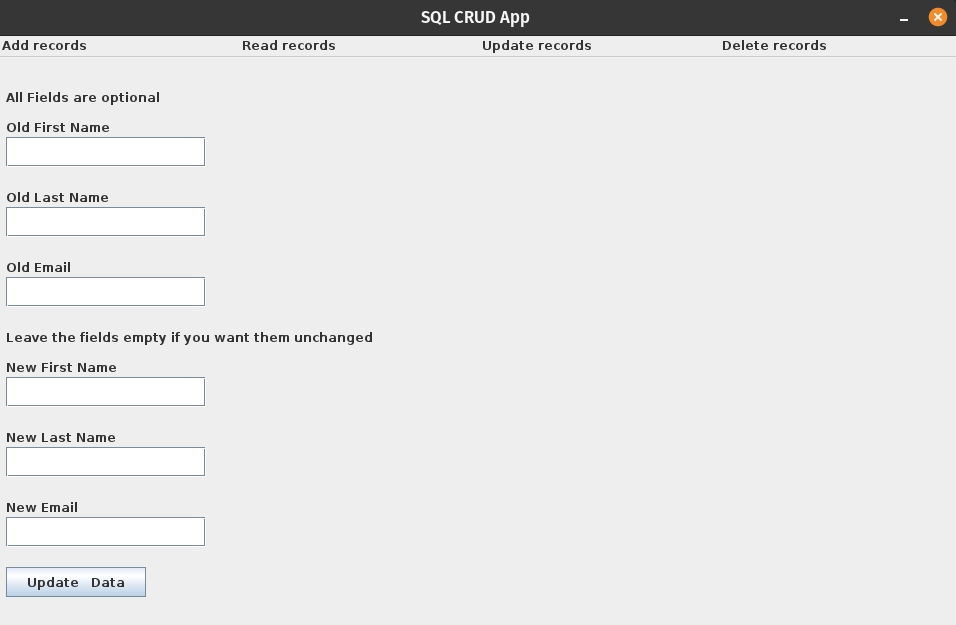 SQL CRUD App
Add records Read records Update records Delete records
All Fields are optional
Old First Name
Old Last Name
Old Email
Leave the fields empty if you want them unchanged
New First Name
New Last Name
New Email
Update Data